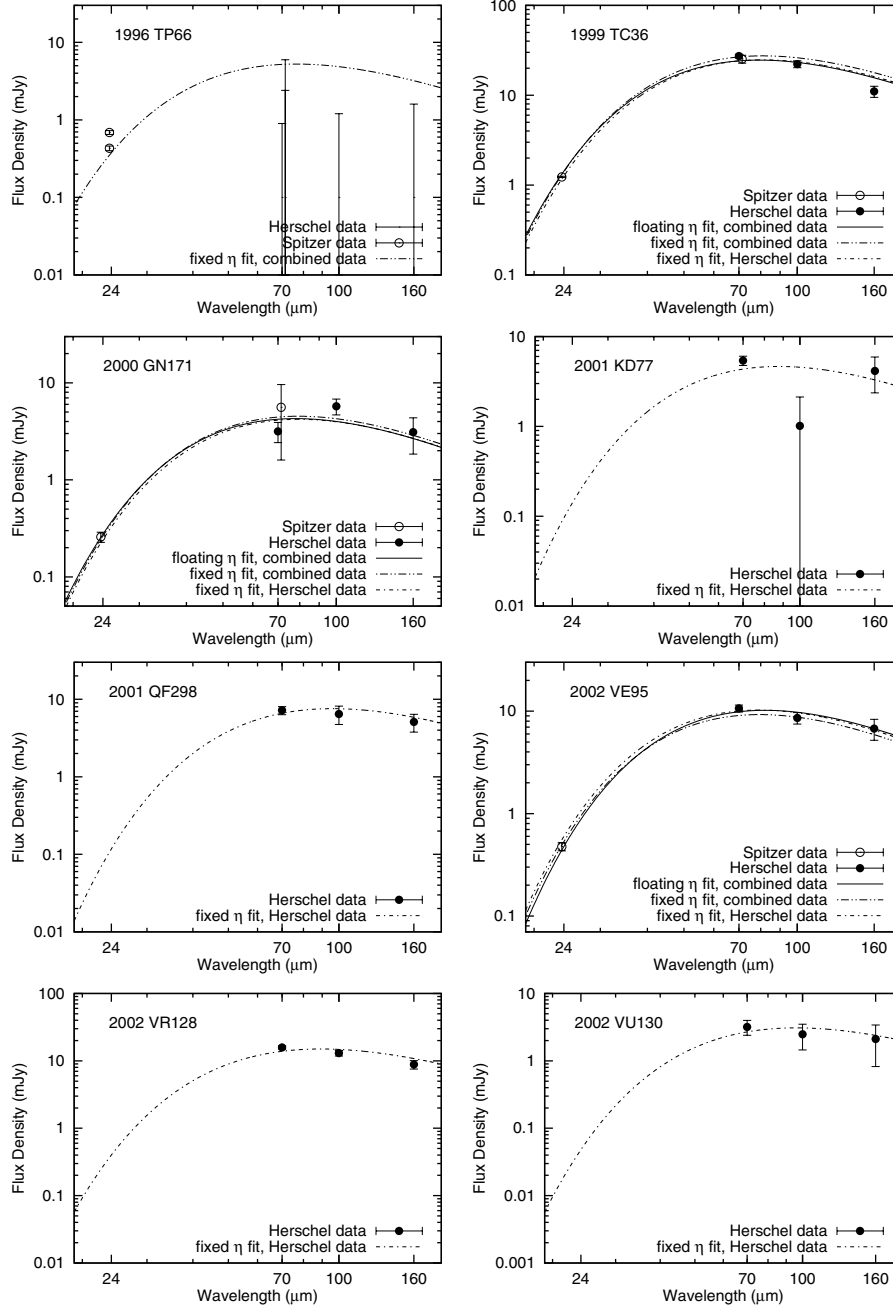 1996 TP66
Flux Density (mJy)
10
1
0.1
0.01
Herschel data
Spitzer data
fixed η fit, combined data
24
70
100
160
Wavelength (μm)
1999 TC36
Flux Density (mJy)
100
10
1
0.1
Spitzer data
Herschel data
floating η fit, combined data
fixed η fit, combined data
fixed η fit, Herschel data
24
70
100
160
Wavelength (μm)
2000 GN171
Flux Density (mJy)
10
1
0.1
Spitzer data
Herschel data
floating η fit, combined data
fixed η fit, combined data
fixed η fit, Herschel data
24
70
100
160
Wavelength (μm)
2001 KD77
Flux Density (mJy)
10
1
0.1
0.01
Herschel data
fixed η fit, Herschel data
24
70
100
160
Wavelength (μm)
2001 QF298
Flux Density (mJy)
10
1
0.1
0.01
Herschel data
fixed η fit, Herschel data
24
70
100
160
Wavelength (μm)
2002 VE95
Flux Density (mJy)
10
1
0.1
Spitzer data
Herschel data
floating η fit, combined data
fixed η fit, combined data
fixed η fit, Herschel data
24
70
100
160
Wavelength (μm)
2002 VR128
Flux Density (mJy)
100
10
1
0.1
0.01
Herschel data
fixed η fit, Herschel data
24
70
100
160
Wavelength (μm)
2002 VU130
Flux Density (mJy)
10
1
0.1
0.01
0.001
Herschel data
fixed η fit, Herschel data
24
70
100
160
Wavelength (μm)